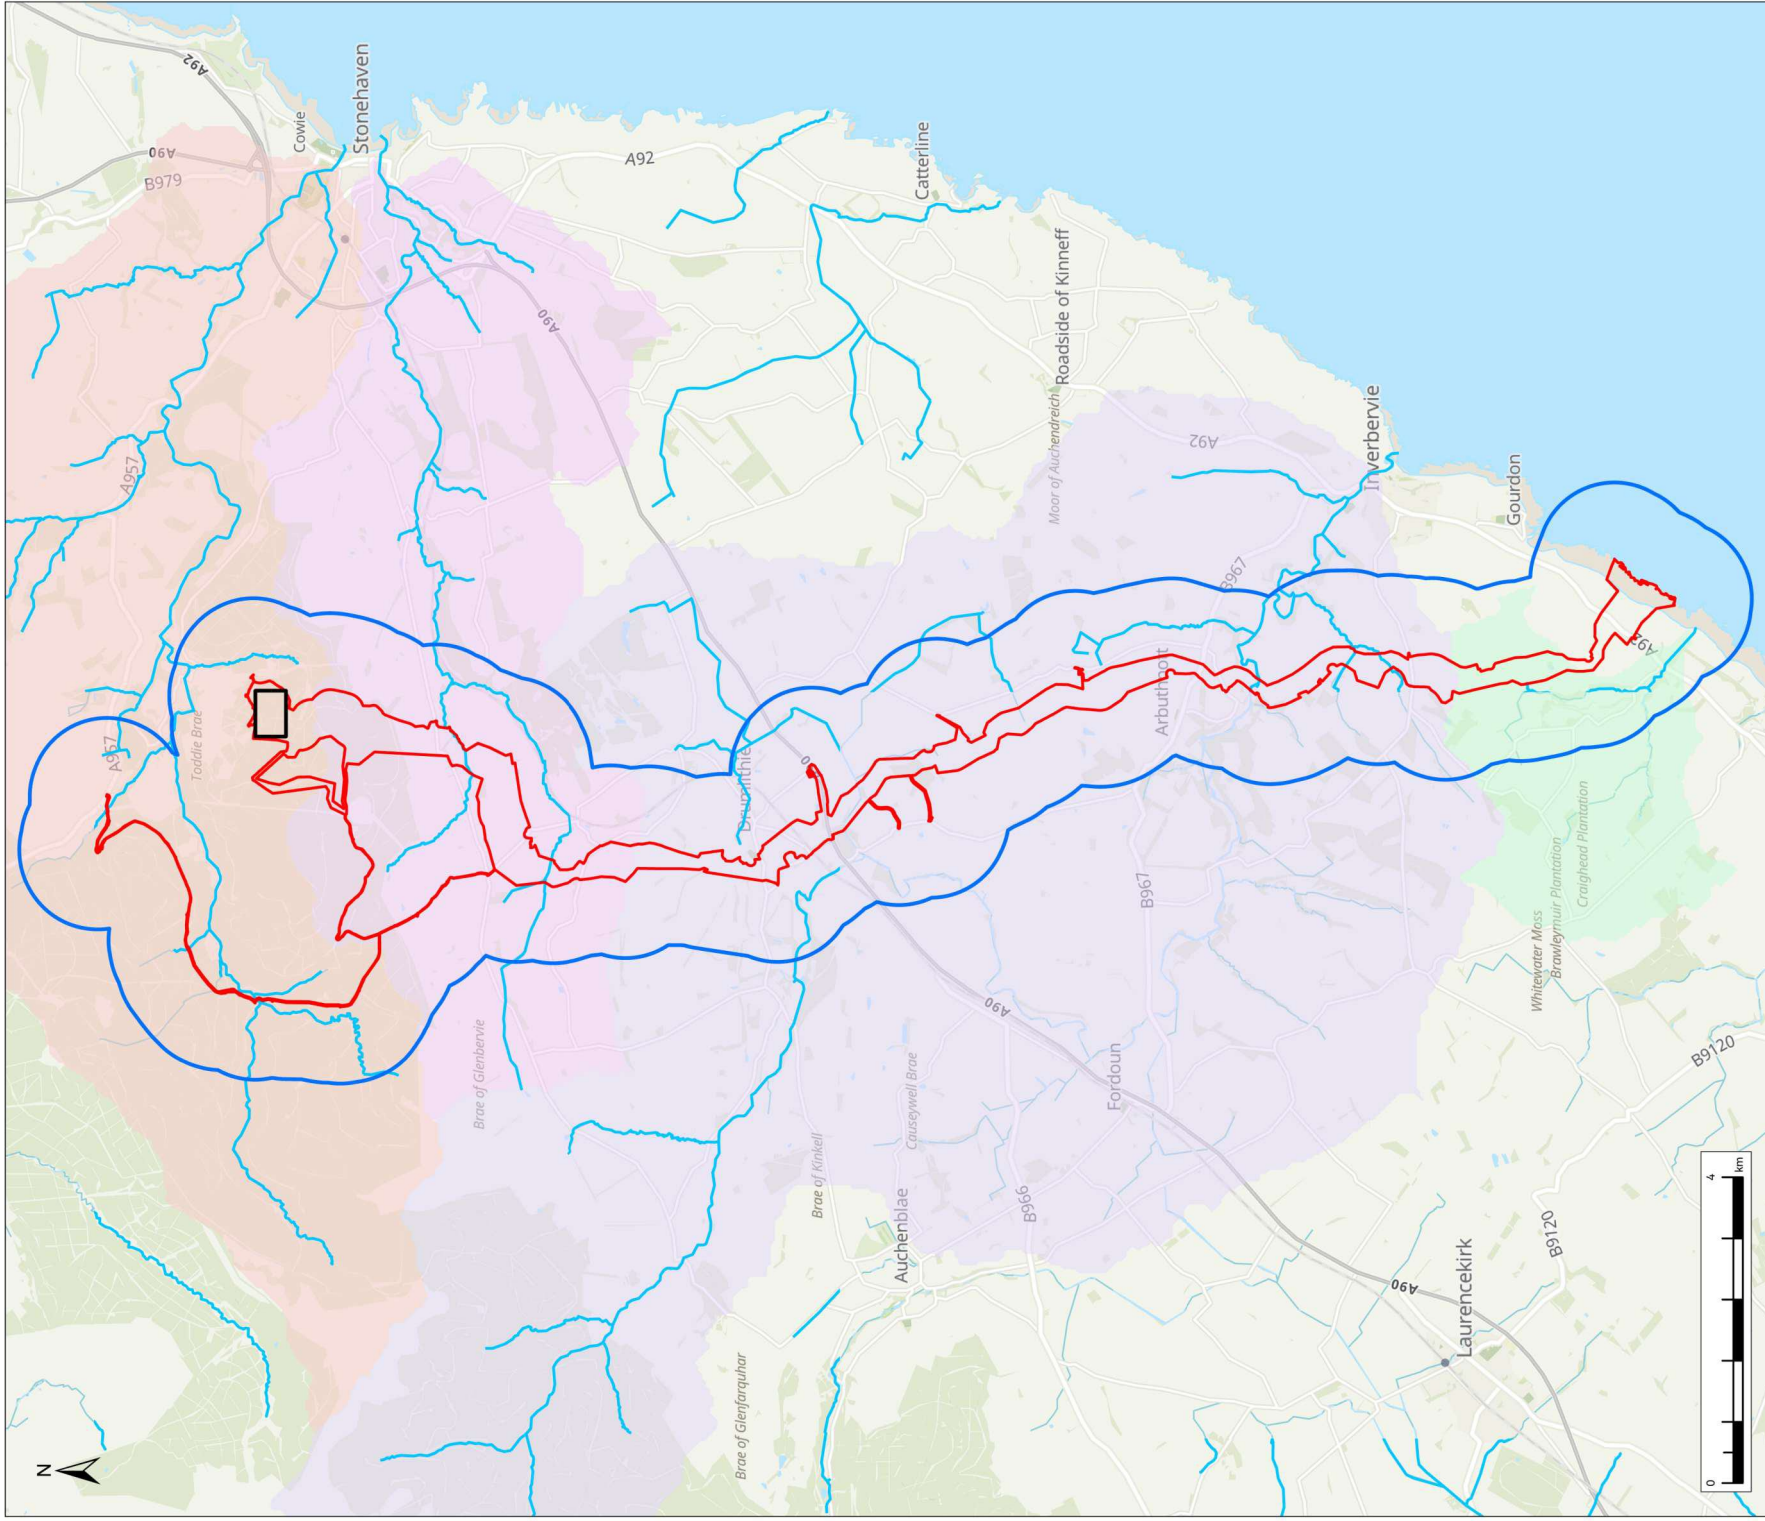 A92
A90
B979
Cowie
Stonehaven
A92
Catterline
A90
Roadside of Kinneff
Moor of Auchendreich
A92
Inverbervie
Gourdon
A957
A957
Toddie Brae
B967
Arbuthnott
A92
Drumlithie
90
Craighead Plantation
Brawleymuir Plantation
Whitewater Moss
B967
A90
Brae of Glenbervie
Causeywell Brae
Fordoun
B9120
Brae of Kinkell
Auchenblae
B966
B9120
A90
Laurencekirk
Brae of Glenfarquhar
N
0
4
km